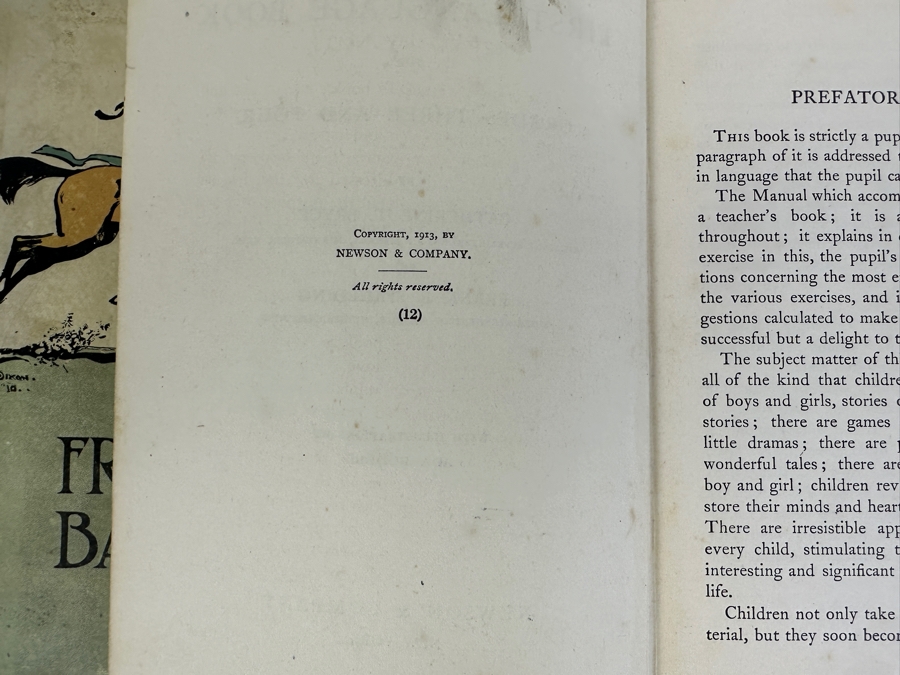 COPYRIGHT, 1913, BY
NEWSON & COMPANY.
All rights reserved.
(12)
PREFATOR
THIS book is strictly a pup
paragraph of it is addressed
in language that the pupil ca
The Manual which accom
a teacher's book; it is a
throughout; it explains in
exercise in this, the pupil's
tions concerning the most e
the various exercises, and i
gestions calculated to make
successful but a delight to t
The subject matter of th
all of the kind that childre
of boys and girls, stories
stories; there are games
little dramas; there are p
wonderful tales; there are
boy and girl; children rev
store their minds and heart
There are irresistible app
every child, stimulating t
interesting and significant
life.
Children not only take
terial, but they soon becor
FR
BA